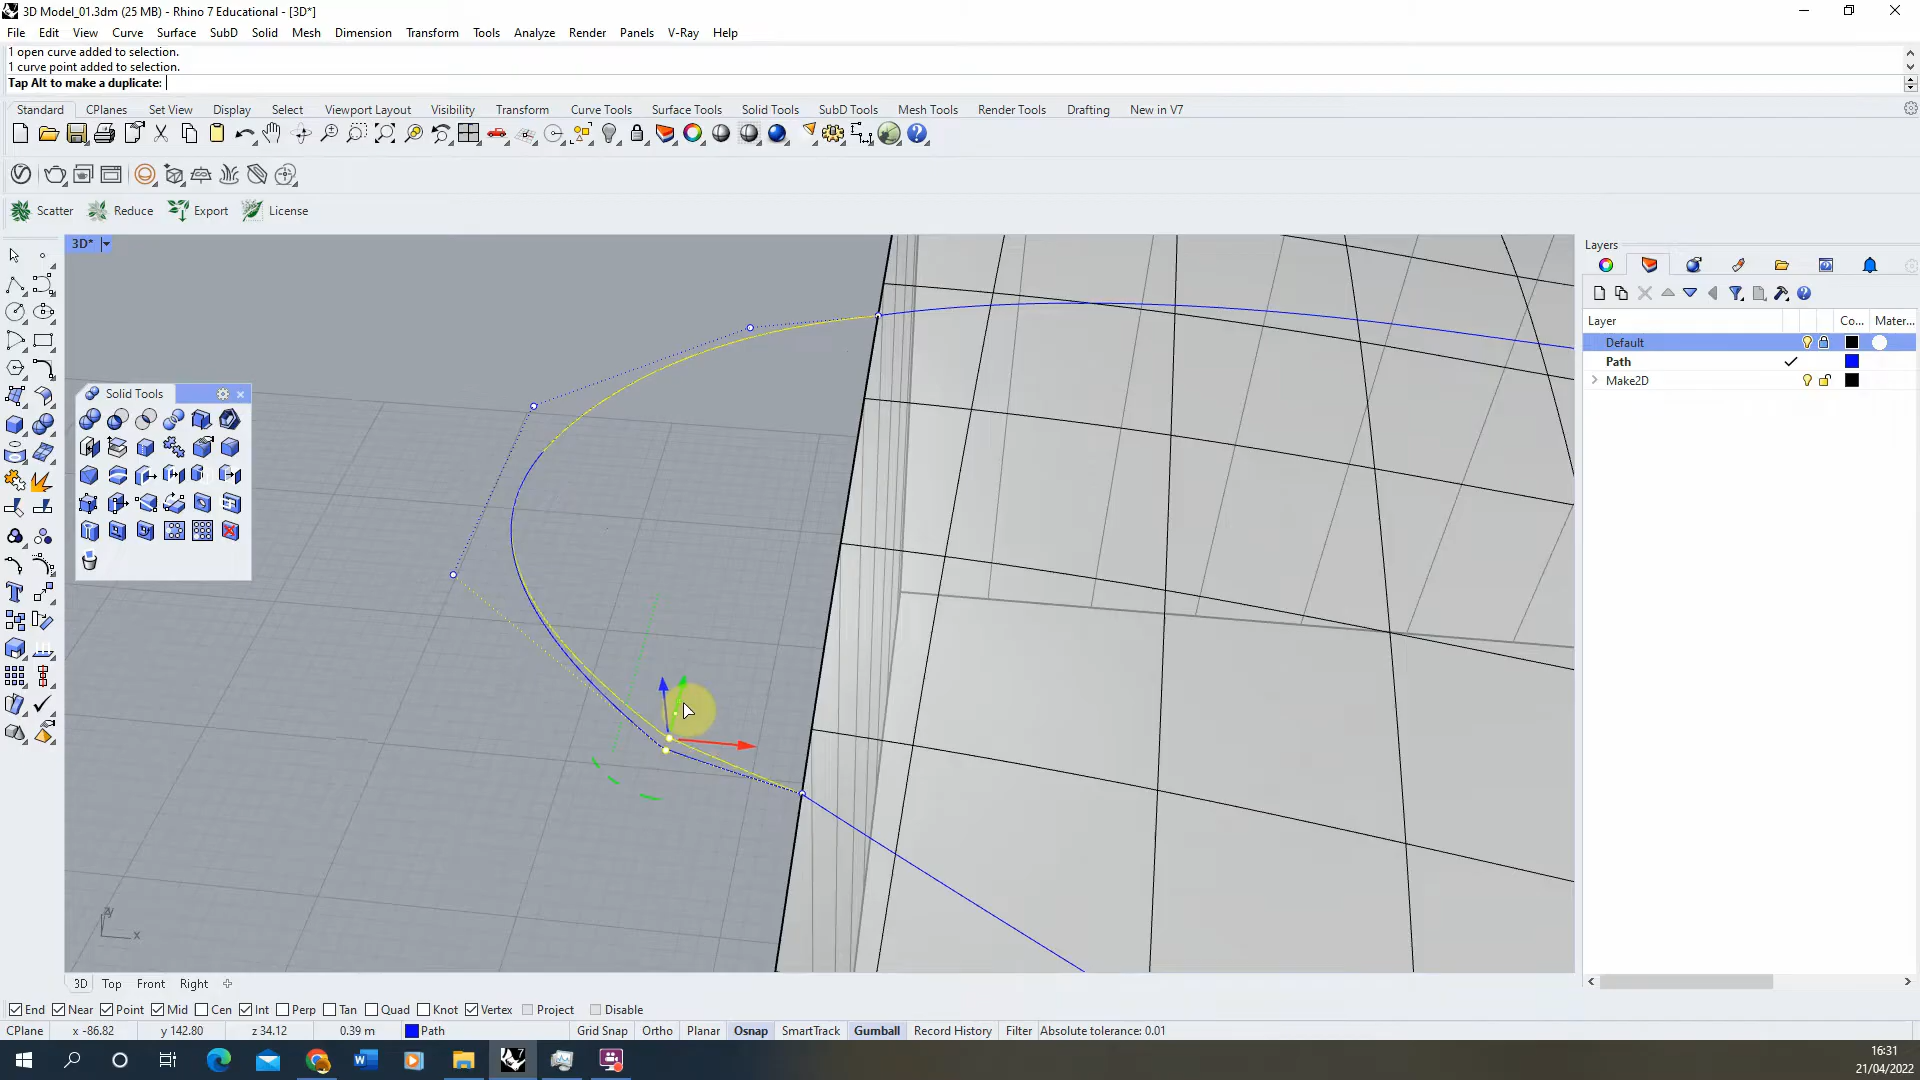 3D Model_01.3dm (25 MB) - Rhino 7 Educational - [3D*]
File Edit View Curve Surface SubD Solid Mesh Dimension Transform Tools Analyze Render Panels V-Ray Help
1 open curve added to selection.
1 curve point added to selection.
Tap Alt to make a duplicate:
Standard CPlanes Set View Display Select Viewport Layout Visibility Transform Curve Tools Surface Tools Solid Tools SubD Tools Mesh Tools Render Tools Drafting New in V7
Scatter Reduce Export License
3D*
Layers
Layer Co... Mater...
Default
Path
Make2D
Solid Tools
x
3D Top Front Right
End Near Point Mid Cen Int Perp Tan Quad Knot Vertex Project Disable
CPlane x -86.82 y 142.80 z 34.12 0.39 m Path Grid Snap Ortho Planar Osnap SmartTrack Gumball Record History Filter Absolute tolerance: 0.01
16:31
21/04/2022